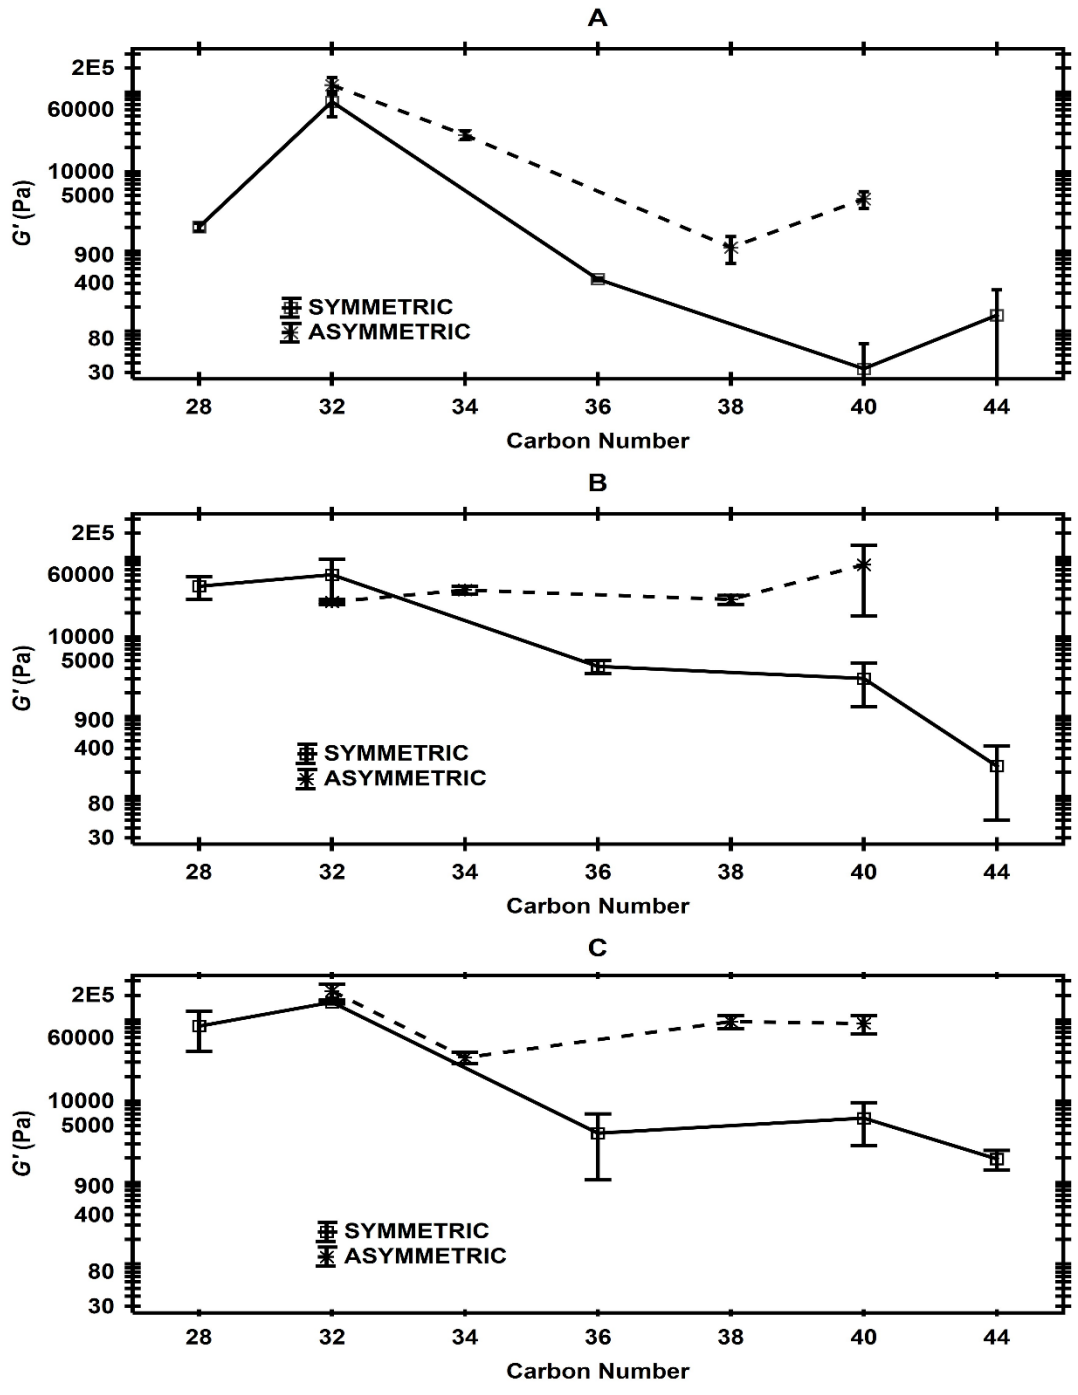 A
2E5
60000
10000
5000
900
400
80
30
G' (Pa)
SYMMETRIC
ASYMMETRIC
28 32 34 36 38 40 44
Carbon Number
B
2E5
60000
10000
5000
900
400
80
30
G' (Pa)
SYMMETRIC
ASYMMETRIC
28 32 34 36 38 40 44
Carbon Number
C
2E5
60000
10000
5000
900
400
80
30
G' (Pa)
SYMMETRIC
ASYMMETRIC
28 32 34 36 38 40 44
Carbon Number